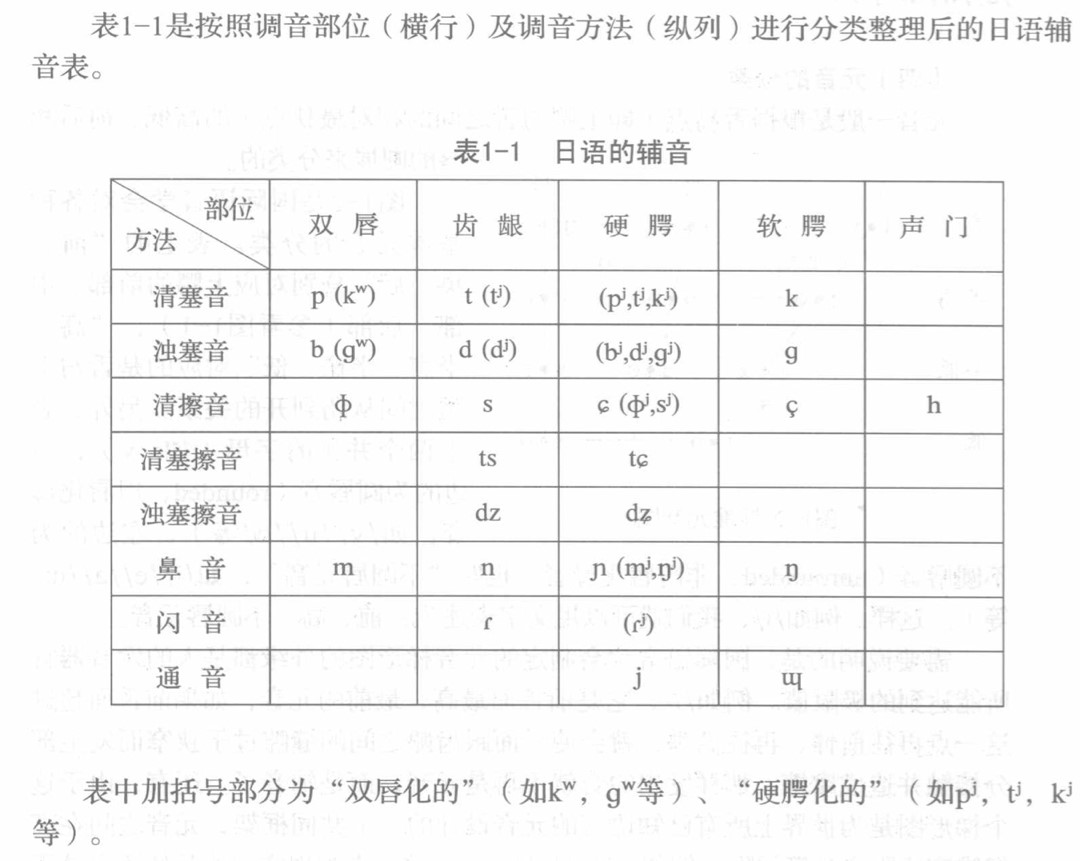 表1-1是按照调音部位（横行）及调音方法（纵列）进行分类整理后的日语辅
音表。
表1-1 日语的辅音
部位 方法 双 唇 齿 龈 硬 腭 软 腭 声 门
清塞音 p (kʷ) t (tʲ) (pʲ,tʲ,kʲ) k
浊塞音 b (ɡʷ) d (dʲ) (bʲ,dʲ,ɡʲ) ɡ
清擦音 ɸ s ɕ (ɸʲ,sʲ) ç h
清塞擦音 ts tɕ
浊塞擦音 dz dʑ
鼻 音 m n ɲ (mʲ,ŋʲ) ŋ
闪 音 ɾ (ɾʲ)
通 音 j ɰ
表中加括号部分为“双唇化的”（如kʷ，ɡʷ等）、“硬腭化的”（如pʲ，tʲ，kʲ
等）。